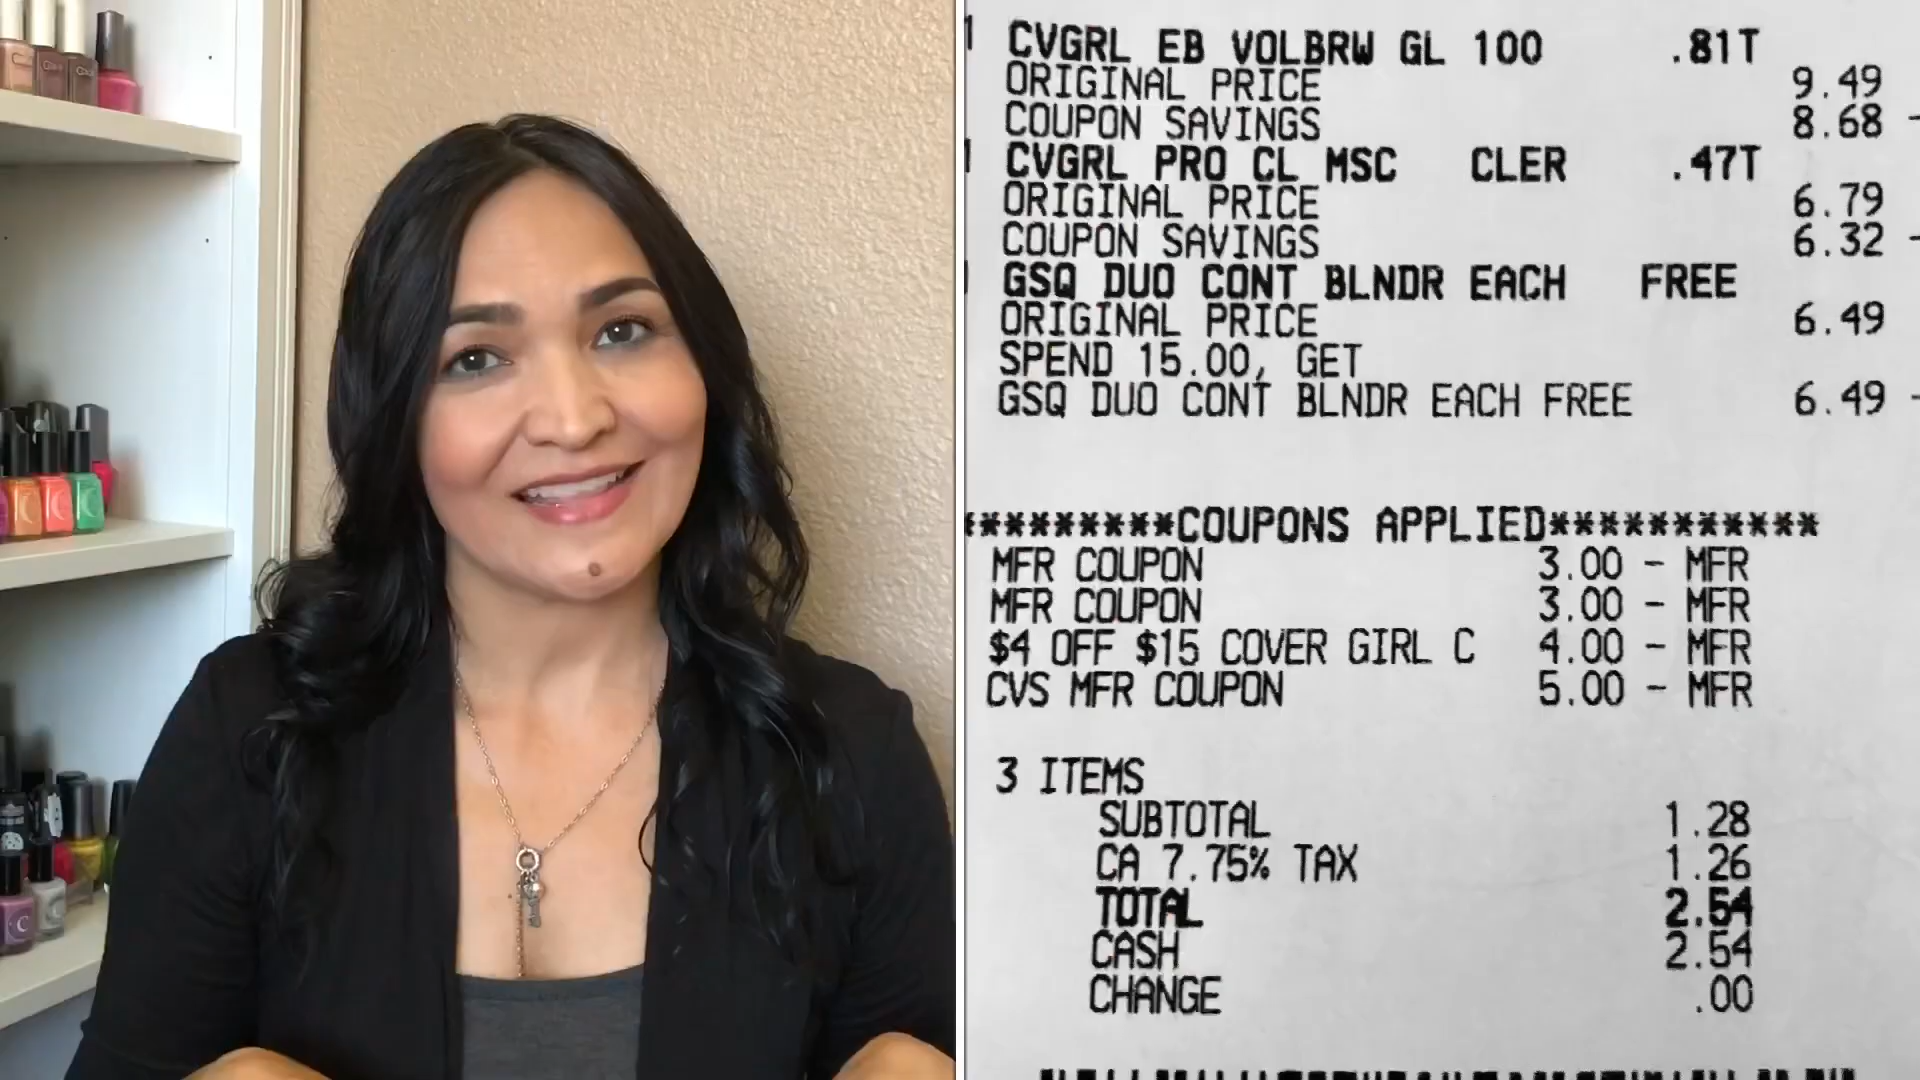 CVGRL EB VOLBRW GL 100 .81T
ORIGINAL PRICE 9.49
COUPON SAVINGS 8.68 -
CVGRL PRO CL MSC CLER .47T
ORIGINAL PRICE 6.79
COUPON SAVINGS 6.32 -
GSQ DUO CONT BLNDR EACH FREE
ORIGINAL PRICE 6.49
SPEND 15.00, GET
GSQ DUO CONT BLNDR EACH FREE 6.49 -
*********COUPONS APPLIED***********
MFR COUPON 3.00 - MFR
MFR COUPON 3.00 - MFR
$4 OFF $15 COVER GIRL C 4.00 - MFR
CVS MFR COUPON 5.00 - MFR
3 ITEMS
SUBTOTAL 1.28
CA 7.75% TAX 1.26
TOTAL 2.54
CASH 2.54
CHANGE .00